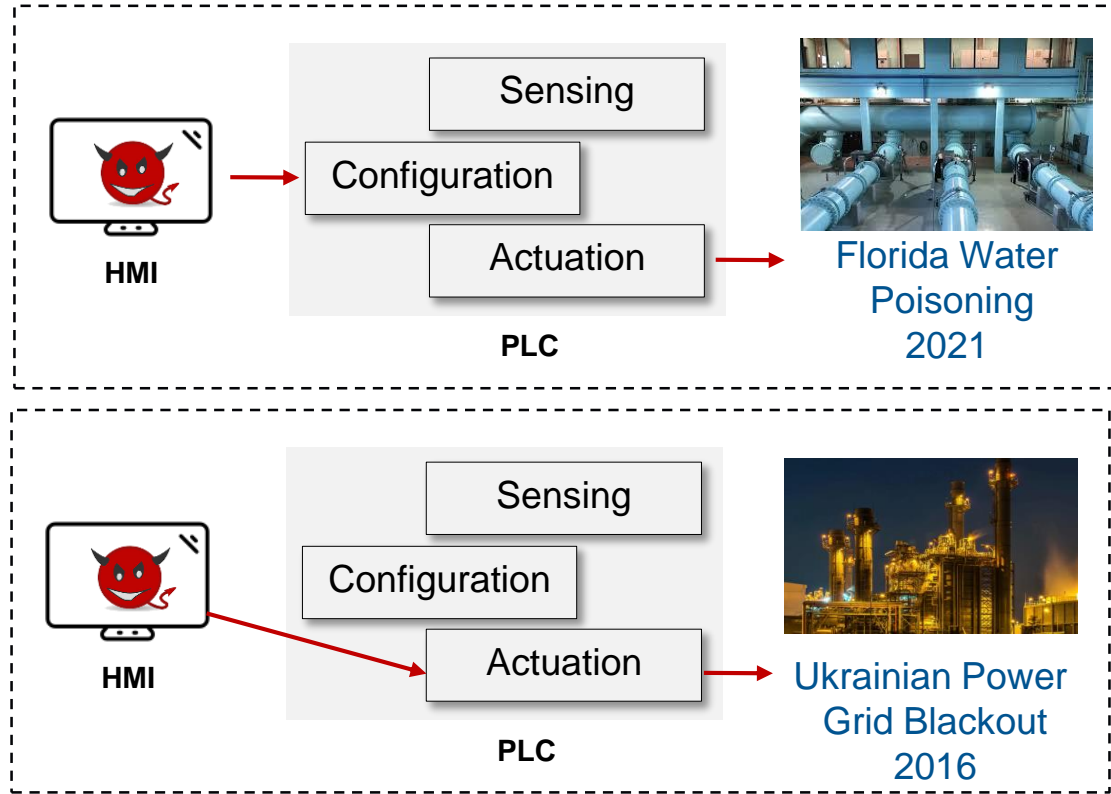 Sensing
Configuration
Actuation
HMI
PLC
Florida Water
Poisoning
2021
Sensing
Configuration
Actuation
HMI
PLC
Ukrainian Power
Grid Blackout
2016